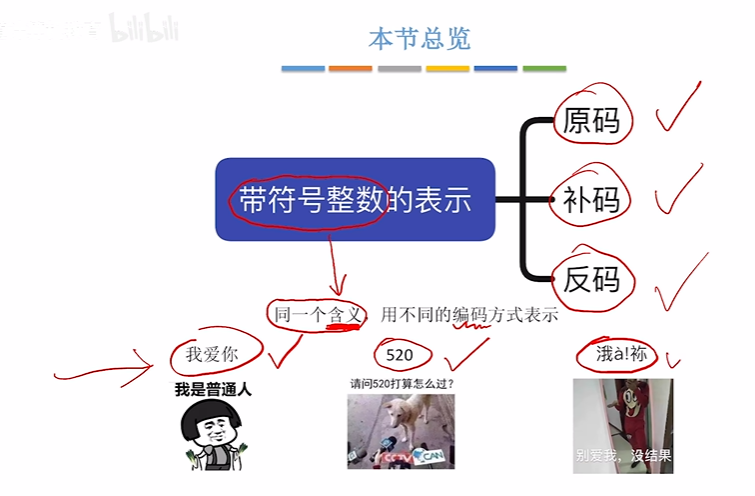 bilibili
本节总览
原码
带符号整数的表示
补码
反码
同一个含义，用不同的编码方式表示
我爱你
520
涐à!祢
我是普通人
请问520打算怎么过？
CCTV
CAN
别爱我，没结果